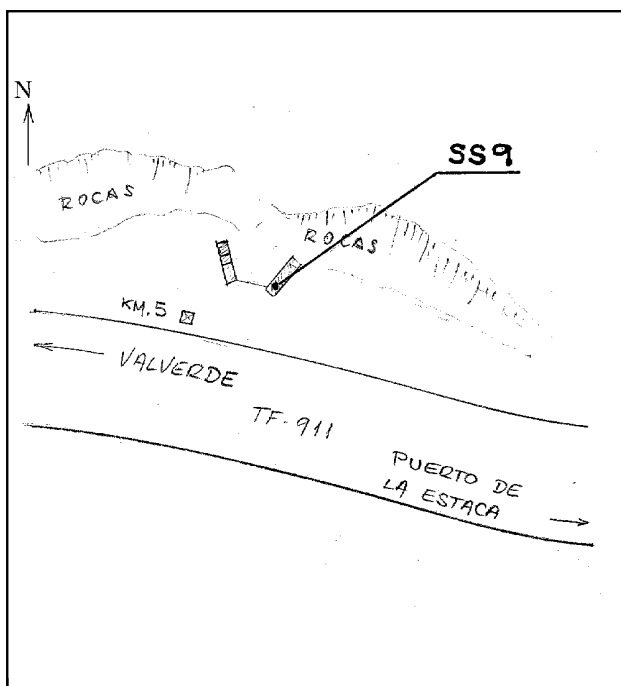 N
SS9
ROCAS
ROCAS
KM.5
VALVERDE
TF-911
PUERTO DE
LA ESTACA